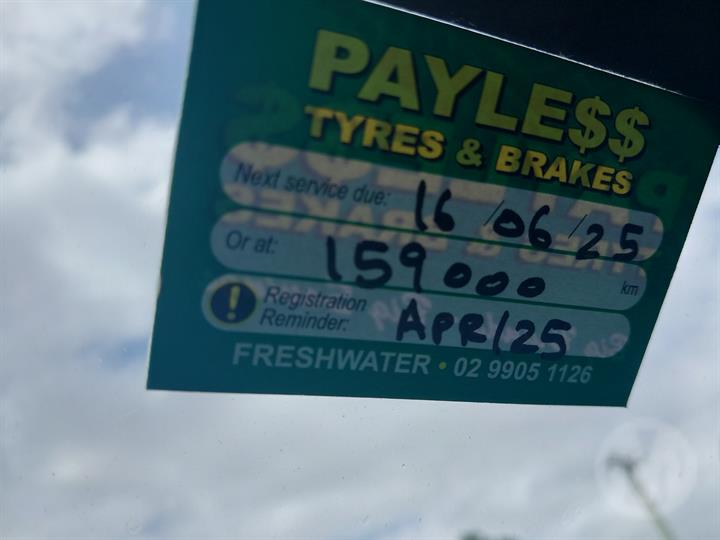 PAYLE$$
TYRES & BRAKES
Next service due: 16/06/25
Or at: 159000 km
! Registration
Reminder: APR/25
FRESHWATER • 02 9905 1126